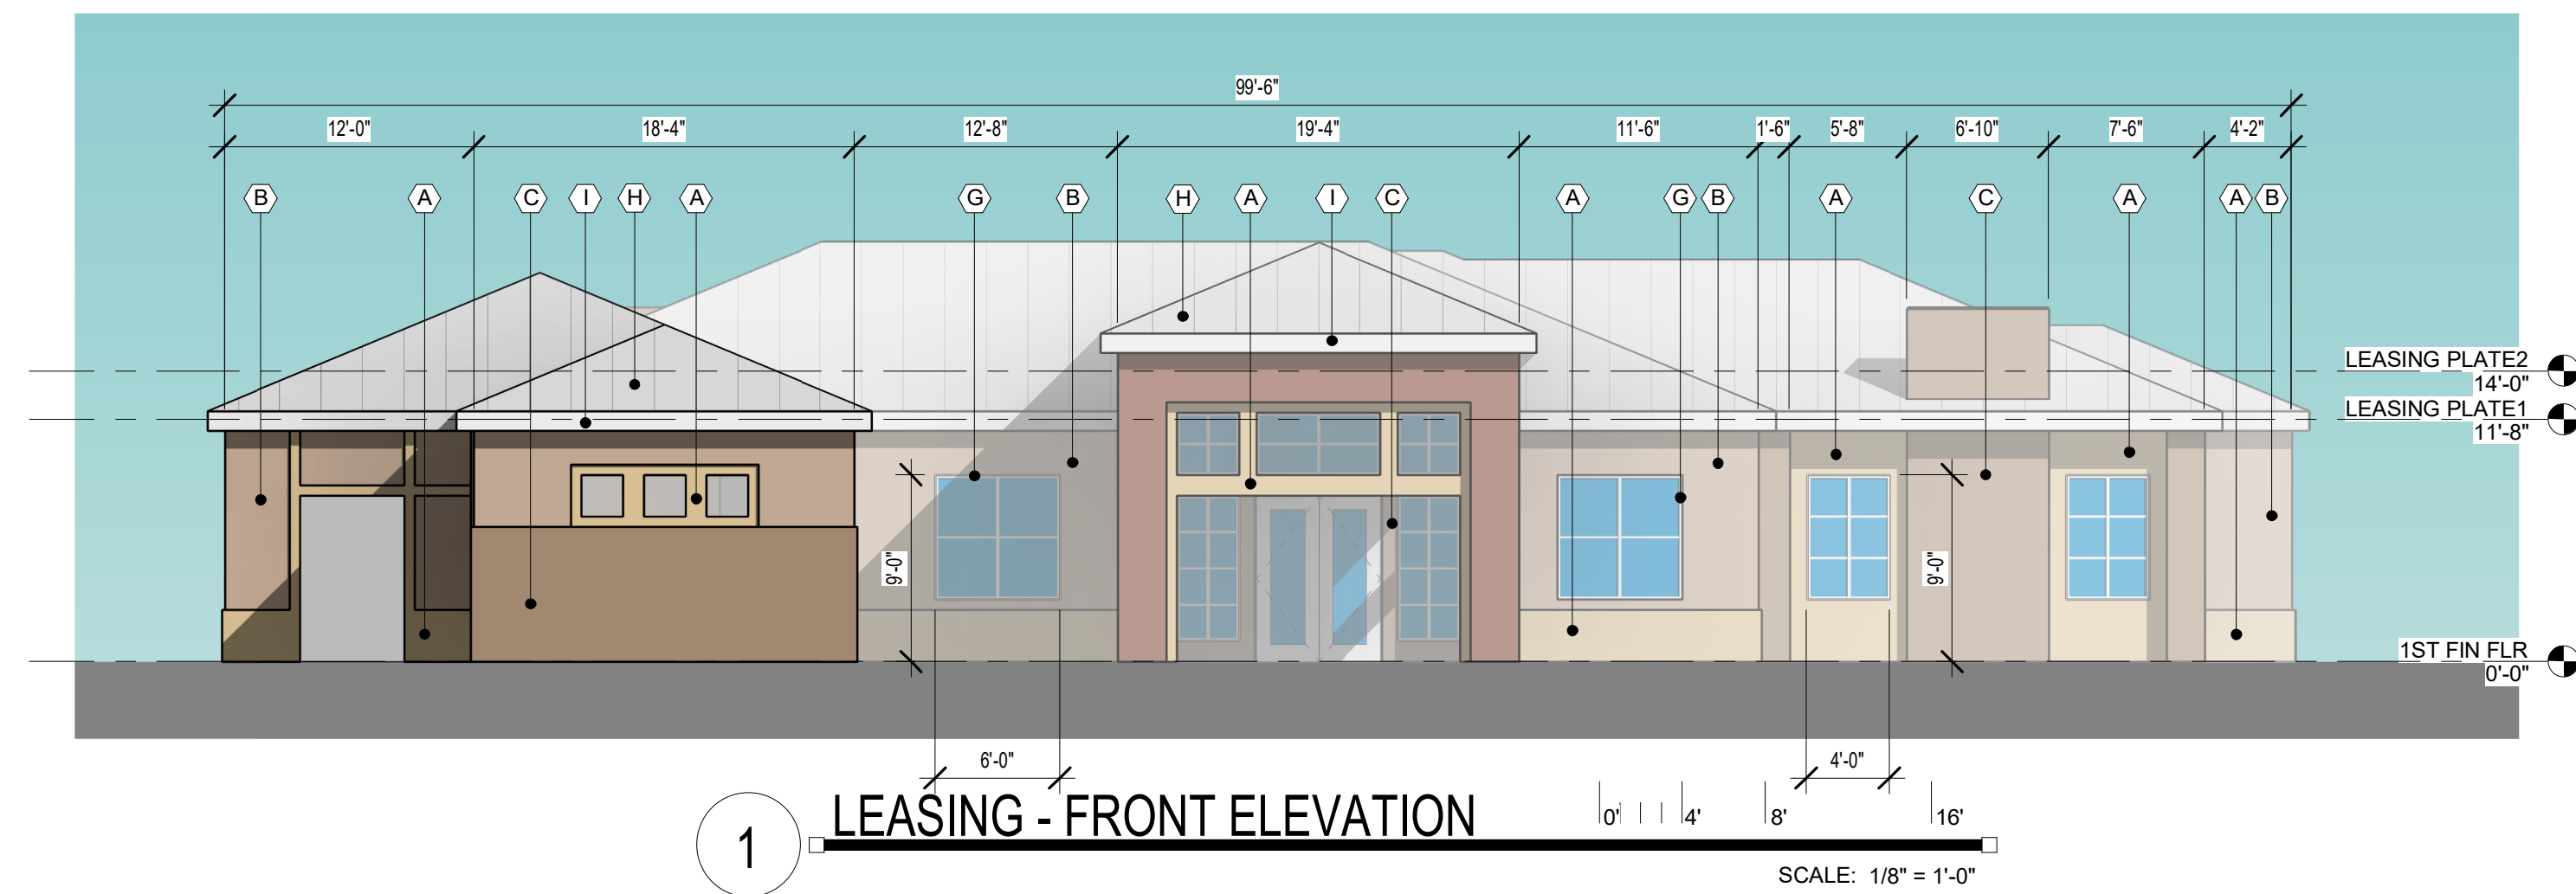 99'-6"
12'-0" 18'-4" 12'-8" 19'-4" 11'-6" 1'-6" 5'-8" 6'-10" 7'-6" 4'-2"
B A C I H A G B H A I C A G B A C A A B
LEASING PLATE2
14'-0"
LEASING PLATE1
11'-8"
9'-0" 9'-0"
1ST FIN FLR
0'-0"
6'-0" 4'-0"
1 LEASING - FRONT ELEVATION
0' 4' 8' 16'
SCALE: 1/8" = 1'-0"